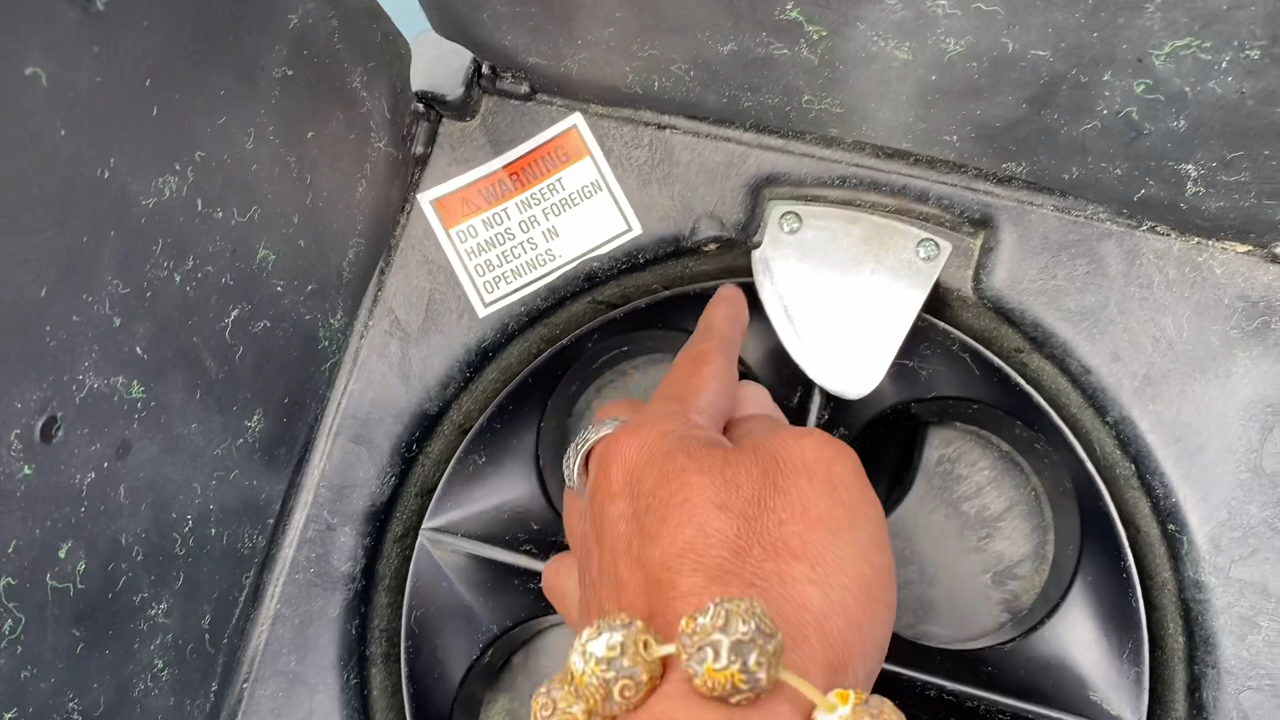 ⚠ WARNING
DO NOT INSERT
HANDS OR FOREIGN
OBJECTS IN
OPENINGS.